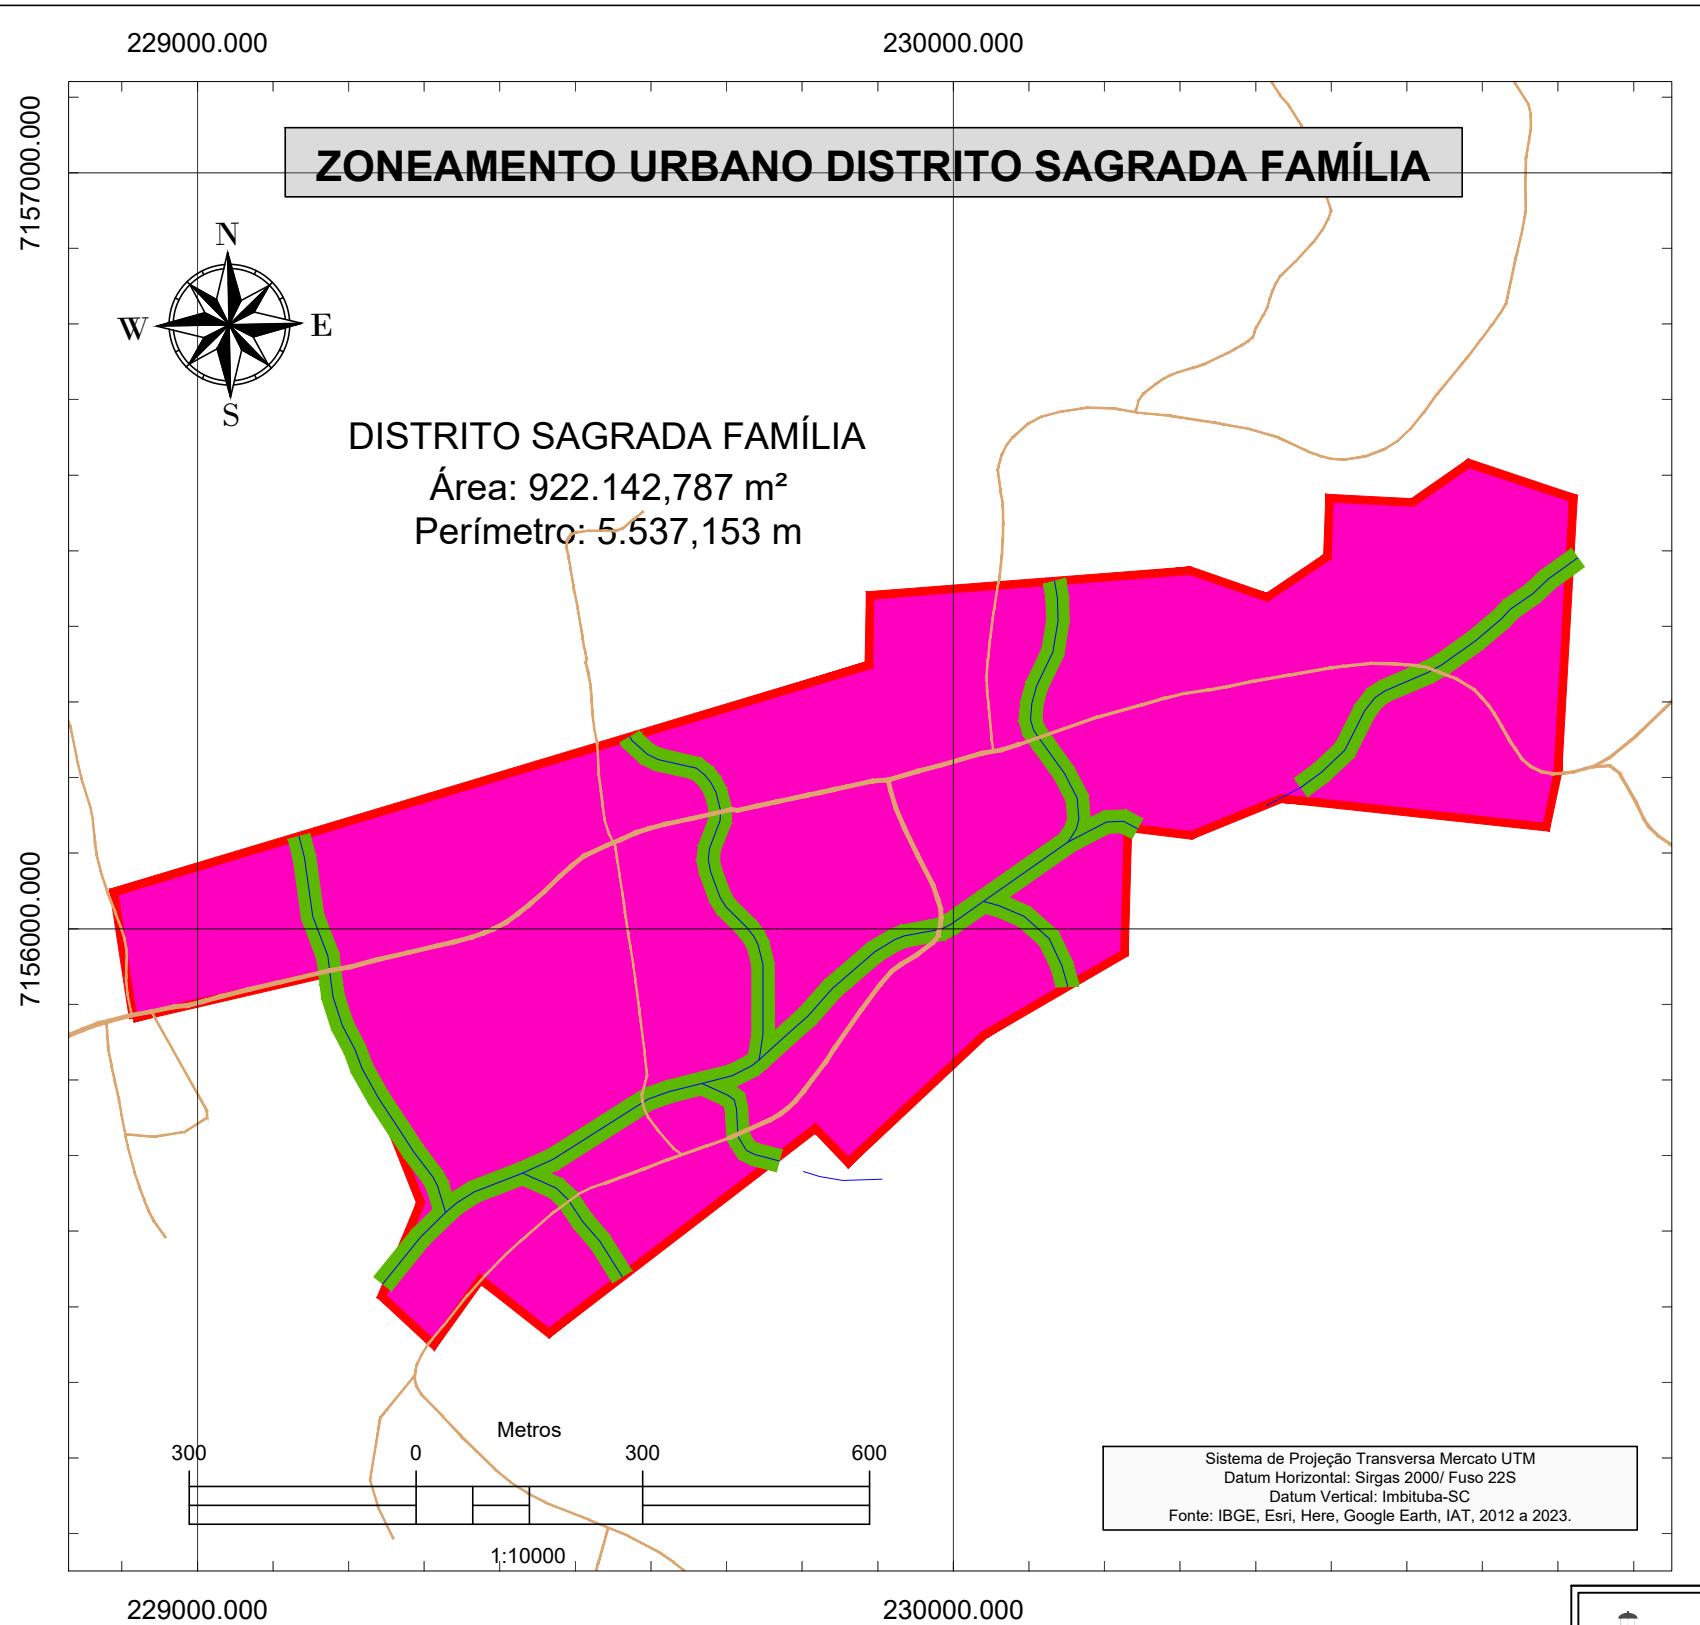 229000.000 230000.000
7157000.000
ZONEAMENTO URBANO DISTRITO SAGRADA FAMÍLIA
N
W E
S
DISTRITO SAGRADA FAMÍLIA
Área: 922.142,787 m²
Perímetro: 5.537,153 m
7156000.000
Metros
300 0 300 600
1:10000
Sistema de Projeção Transversa Mercato UTM
Datum Horizontal: Sirgas 2000/ Fuso 22S
Datum Vertical: Imbituba-SC
Fonte: IBGE, Esri, Here, Google Earth, IAT, 2012 a 2023.
229000.000 230000.000